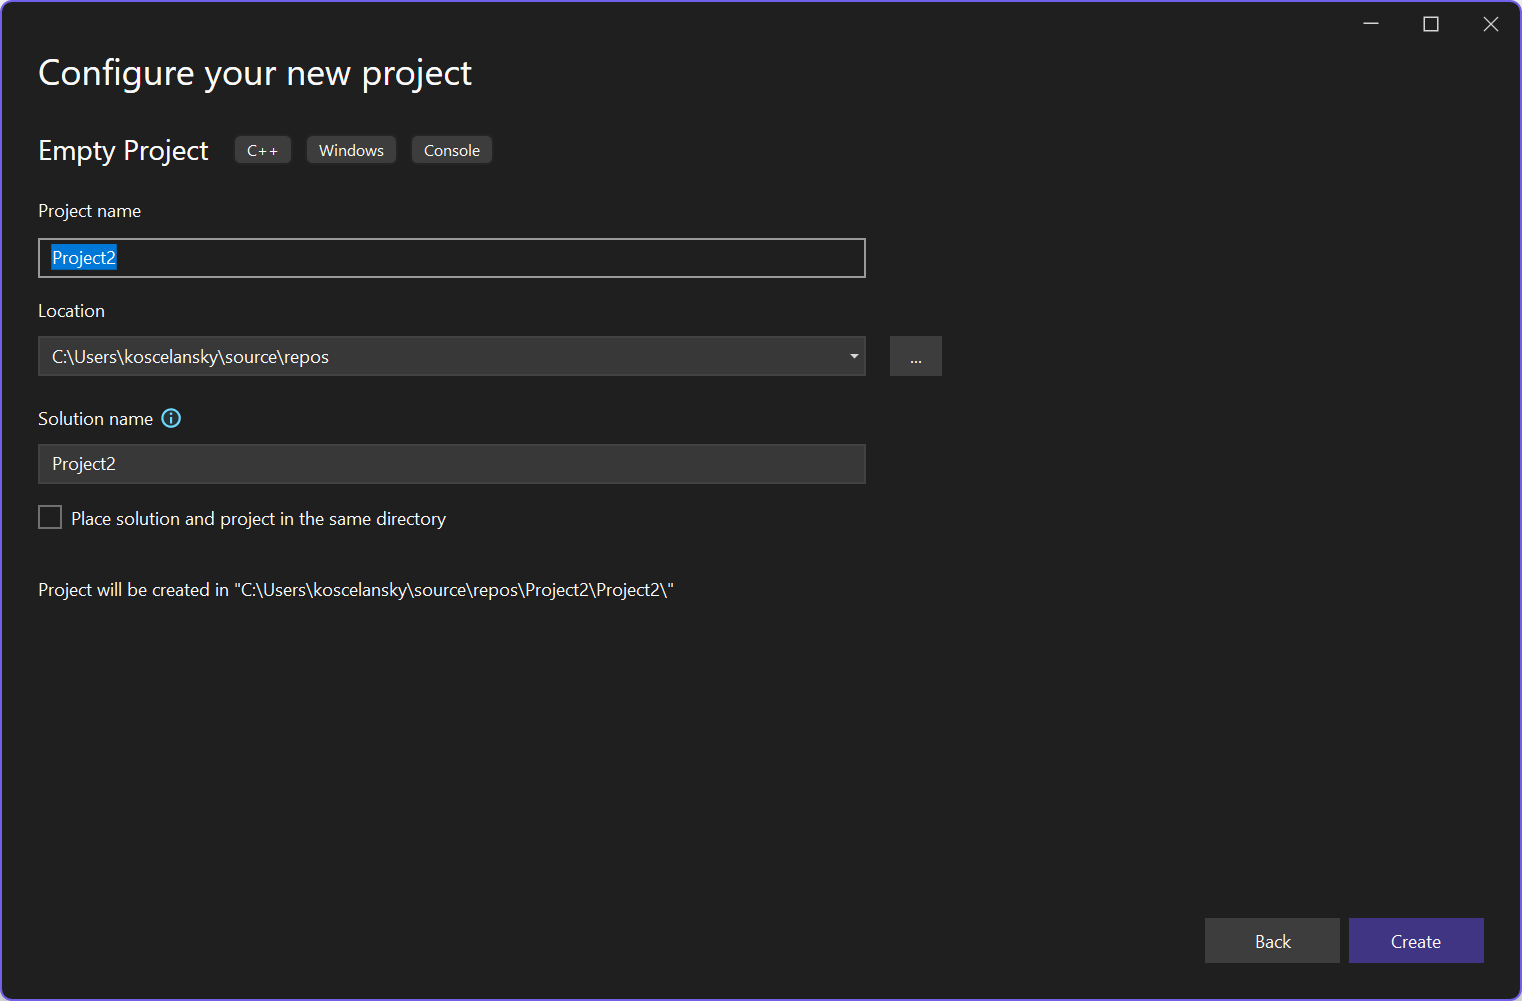 Configure your new project
Empty Project C++ Windows Console
Project name
Project2
Location
C:\Users\koscelansky\source\repos ...
Solution name
Project2
Place solution and project in the same directory
Project will be created in "C:\Users\koscelansky\source\repos\Project2\Project2\"
Back Create